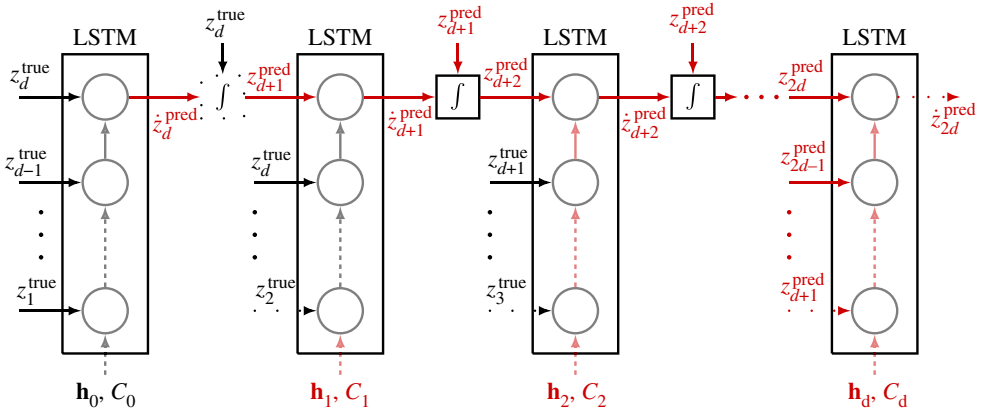 z_d^true
z_{d+1}^pred
z_{d+2}^pred
LSTM
LSTM
LSTM
LSTM
z_d^true
∫
z_{d+1}^pred
∫
z_{d+2}^pred
∫
z_{2d}^pred
ż_d^pred
ż_{d+1}^pred
ż_{d+2}^pred
ż_{2d}^pred
z_{d−1}^true
z_d^true
z_{d+1}^true
z_{2d−1}^pred
z_1^true
z_2^true
z_3^true
z_{d+1}^pred
h_0, C_0
h_1, C_1
h_2, C_2
h_d, C_d